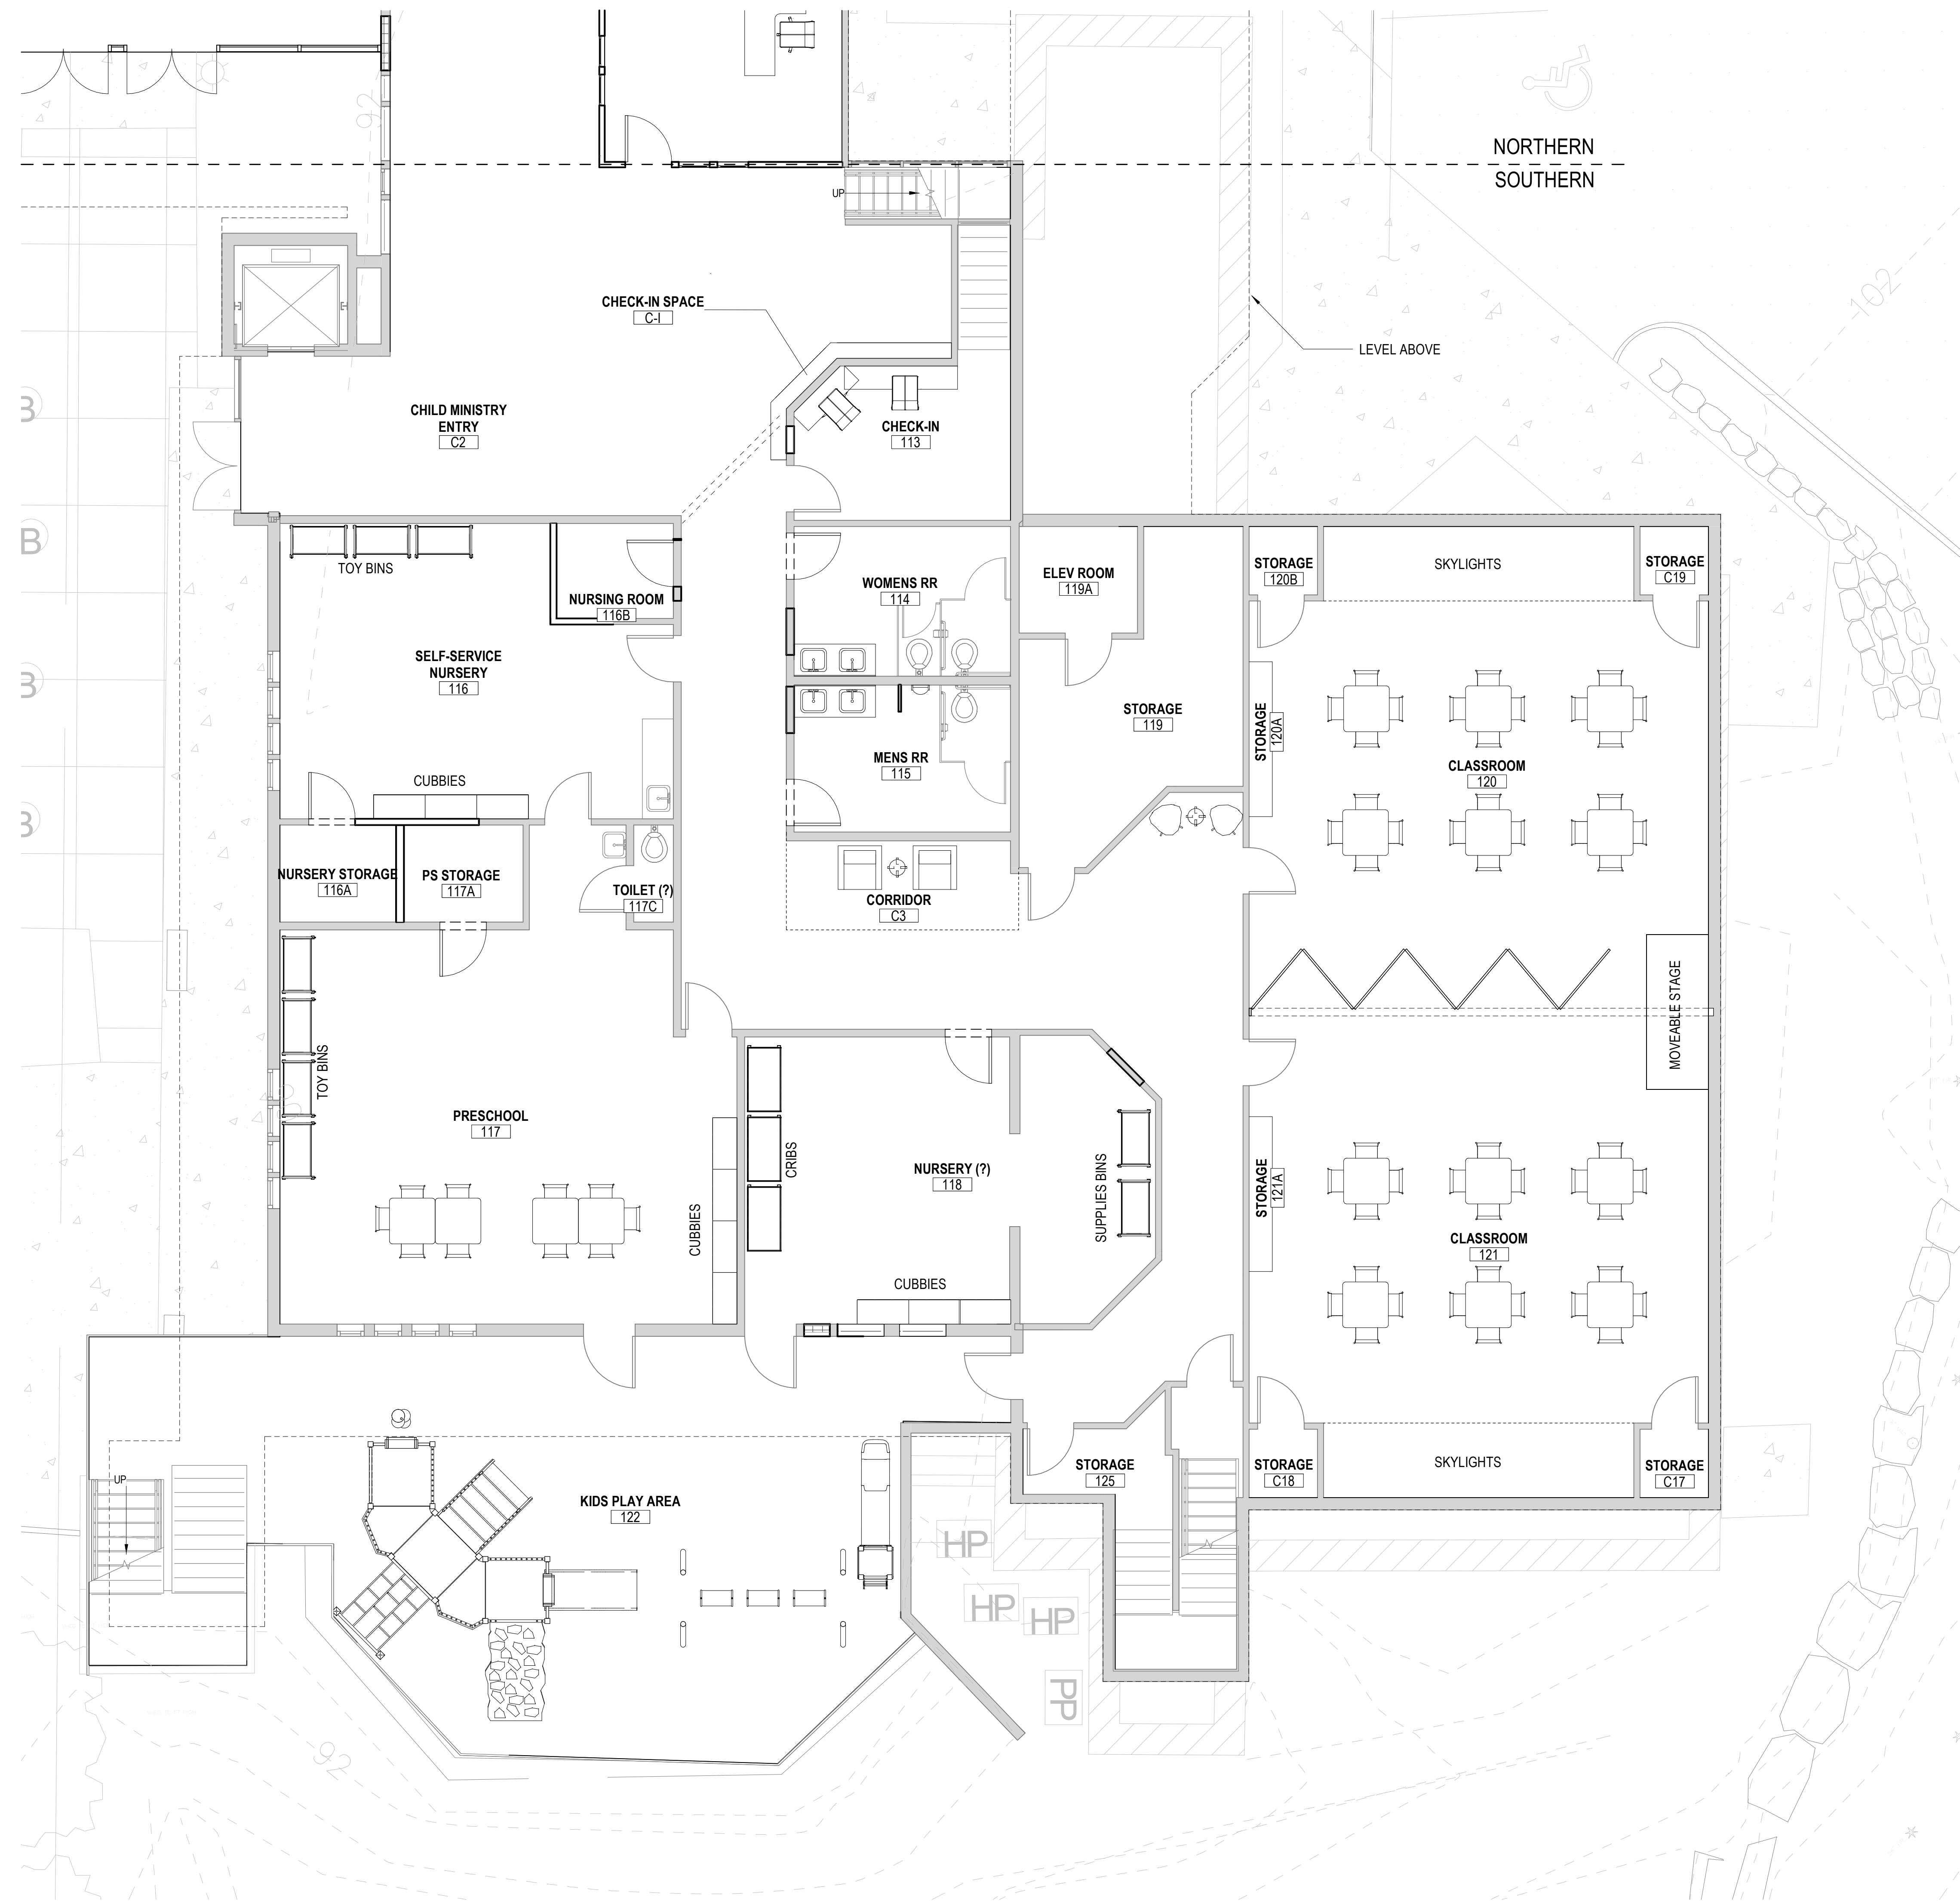 NORTHERN
SOUTHERN
92
UP
102
CHECK-IN SPACE
C-I
LEVEL ABOVE
B
CHILD MINISTRY
ENTRY
C2
CHECK-IN
113
B
TOY BINS
NURSING ROOM
116B
WOMENS RR
114
ELEV ROOM
119A
STORAGE
120B
SKYLIGHTS
STORAGE
C19
B
SELF-SERVICE
NURSERY
116
STORAGE
119
STORAGE
120A
MENS RR
115
CLASSROOM
120
CUBBIES
B
NURSERY STORAGE
116A
PS STORAGE
117A
TOILET (?)
117C
CORRIDOR
C3
MOVEABLE STAGE
TOY BINS
PRESCHOOL
117
CRIBS
NURSERY (?)
118
SUPPLIES BINS
STORAGE
121A
CUBBIES
CLASSROOM
121
CUBBIES
UP
KIDS PLAY AREA
122
STORAGE
125
STORAGE
C18
SKYLIGHTS
STORAGE
C17
HP
HP
HP
PP
92